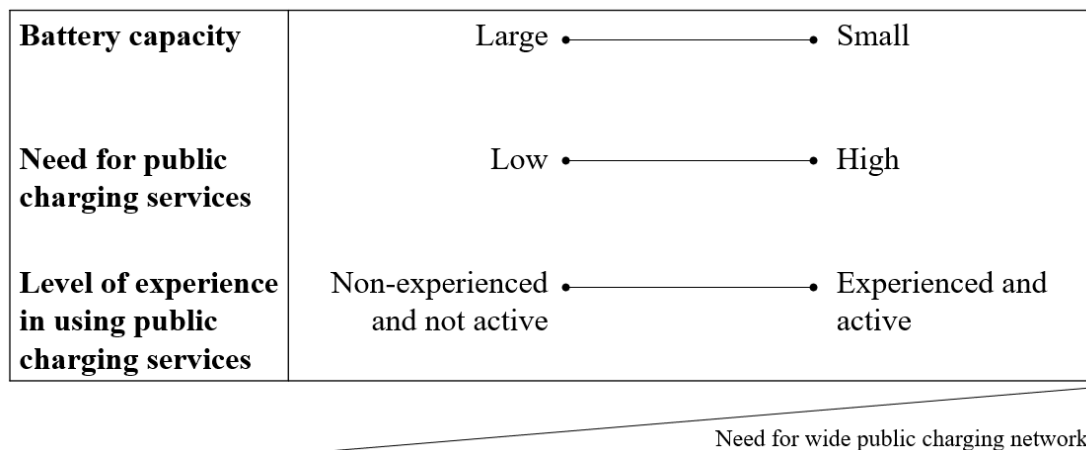 Battery capacity
Large
Small
Need for public
charging services
Low
High
Level of experience
in using public
charging services
Non-experienced
and not active
Experienced and
active
Need for wide public charging network